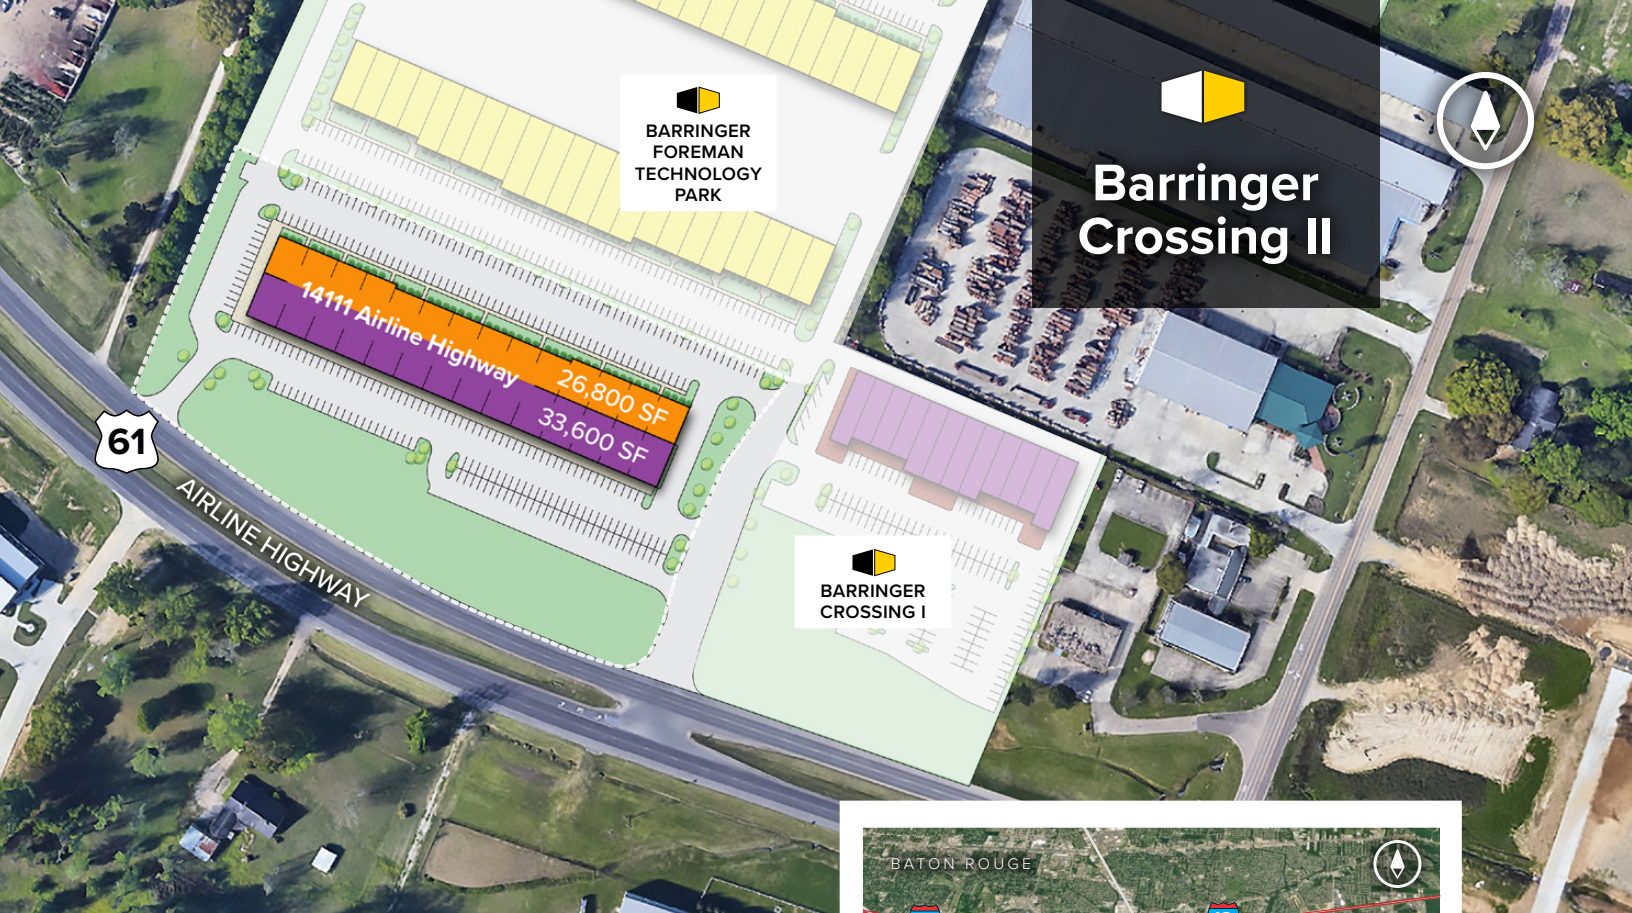 BARRINGER
FOREMAN
TECHNOLOGY
PARK
Barringer
Crossing II
14111 Airline Highway
26,800 SF
33,600 SF
61
AIRLINE HIGHWAY
BARRINGER
CROSSING I
BATON ROUGE